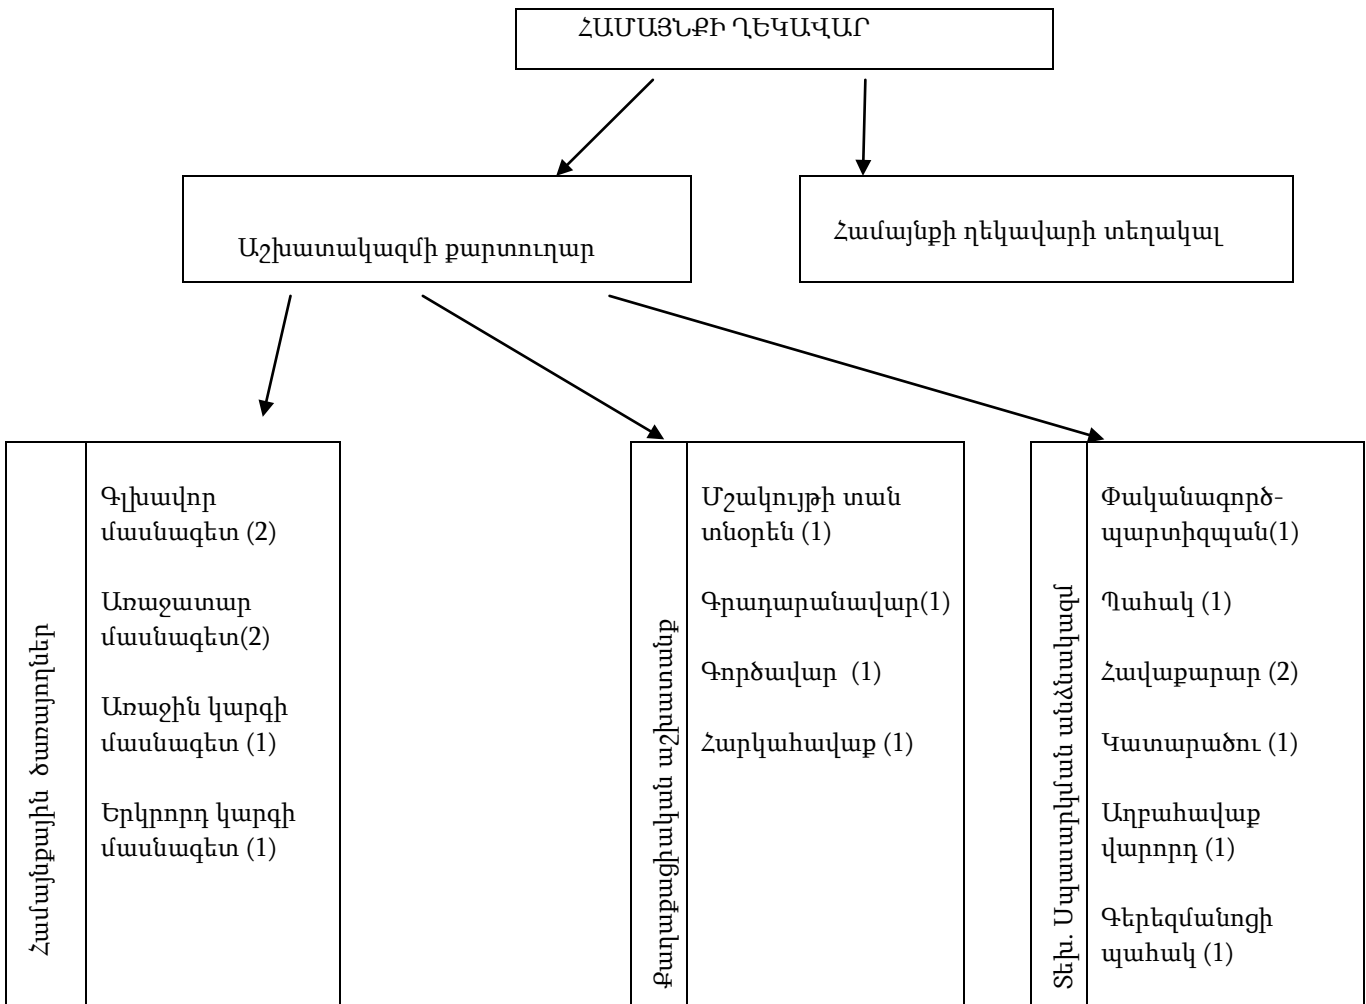 ՀԱՄԱՅՆՔԻ ՂԵԿԱՎԱՐ
Աշխատակազմի քարտուղար
Համայնքի ղեկավարի տեղակալ
Համայնքային ծառայողներ
Գլխավոր
մասնագետ (2)
Առաջատար
մասնագետ(2)
Առաջին կարգի
մասնագետ (1)
Երկրորդ կարգի
մասնագետ (1)
Քաղաքացիական աշխատանք
Մշակույթի տան
տնօրեն (1)
Գրադարանավար(1)
Գործավար (1)
Հարկահավաք (1)
Տեխ. Սպասարկման անձնակազմ
Փականագործ-
պարտիզպան(1)
Պահակ (1)
Հավաքարար (2)
Կատարածու (1)
Աղբահավաք
վարորդ (1)
Գերեզմանոցի
պահակ (1)